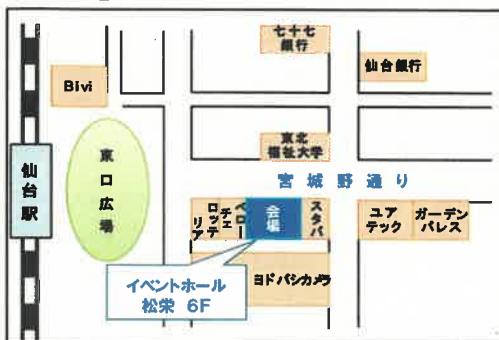 七十七
銀行
仙台銀行
Bivi
東北
福祉大学
仙台駅
東口広場
宮城野通り
ロッテリア
ベローチェ
会場
スタバ
ユア
テック
ガーデン
パレス
ヨドバシカメラ
イベントホール
松栄 6F